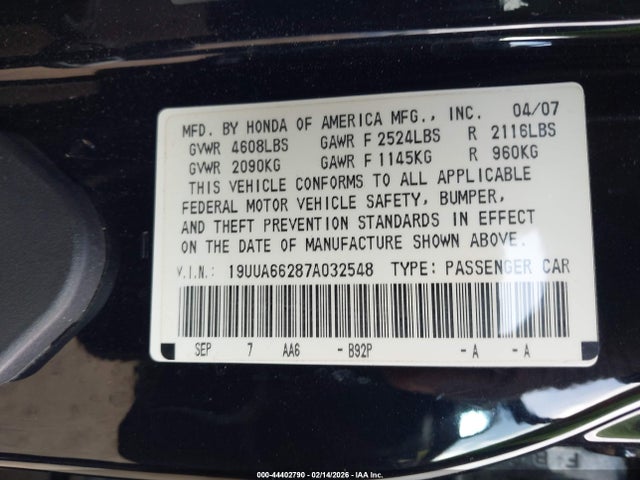 MFD. BY HONDA OF AMERICA MFG., INC. 04/07
GVWR 4608LBS GAWR F 2524LBS R 2116LBS
GVWR 2090KG GAWR F 1145KG R 960KG
THIS VEHICLE CONFORMS TO ALL APPLICABLE
FEDERAL MOTOR VEHICLE SAFETY, BUMPER,
AND THEFT PREVENTION STANDARDS IN EFFECT
ON THE DATE OF MANUFACTURE SHOWN ABOVE.
V.I.N.: 19UUA66287A032548 TYPE: PASSENGER CAR
SEP 7 AA6 - B92P - A - A
000-44402790 - 02/14/2026 - IAA Inc.